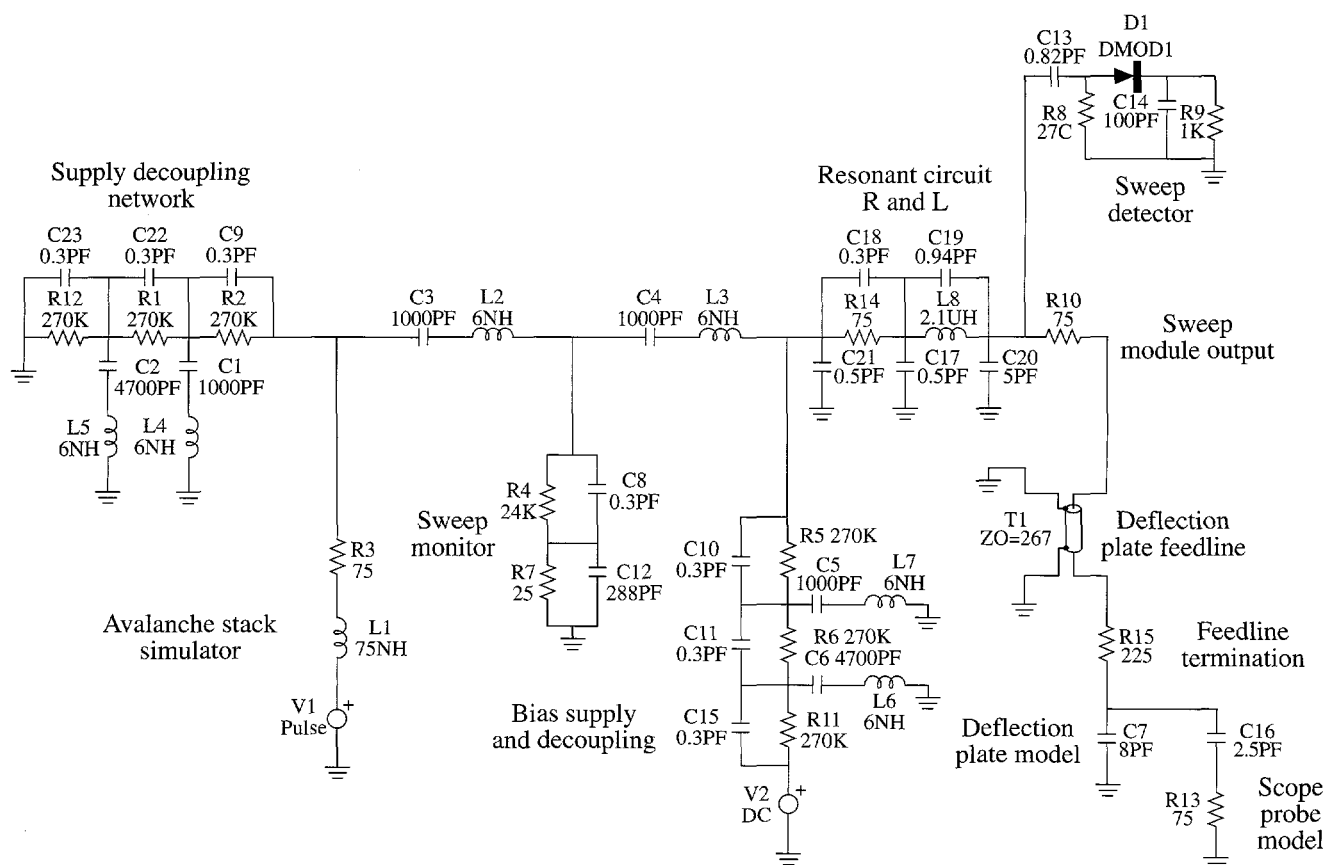 D1
DMOD1
C13
0.82PF
R8
27C
C14
100PF
R9
1K
Sweep
detector
Supply decoupling
network
C23
0.3PF
C22
0.3PF
C9
0.3PF
R12
270K
R1
270K
R2
270K
C2
4700PF
C1
1000PF
L5
6NH
L4
6NH
C3
1000PF
L2
6NH
C4
1000PF
L3
6NH
Resonant circuit
R and L
C18
0.3PF
C19
0.94PF
R14
75
L8
2.1UH
C21
0.5PF
C17
0.5PF
C20
5PF
R10
75
Sweep
module output
Sweep
monitor
R4
24K
C8
0.3PF
R7
25
C12
288PF
R3
75
L1
75NH
Avalanche stack
simulator
V1
Pulse
+
C10
0.3PF
R5 270K
C5
1000PF
L7
6NH
C11
0.3PF
R6 270K
C6 4700PF
L6
6NH
C15
0.3PF
R11
270K
Bias supply
and decoupling
V2
DC
+
T1
ZO=267
Deflection
plate feedline
R15
225
Feedline
termination
Deflection
plate model
C7
8PF
C16
2.5PF
R13
75
Scope
probe
model